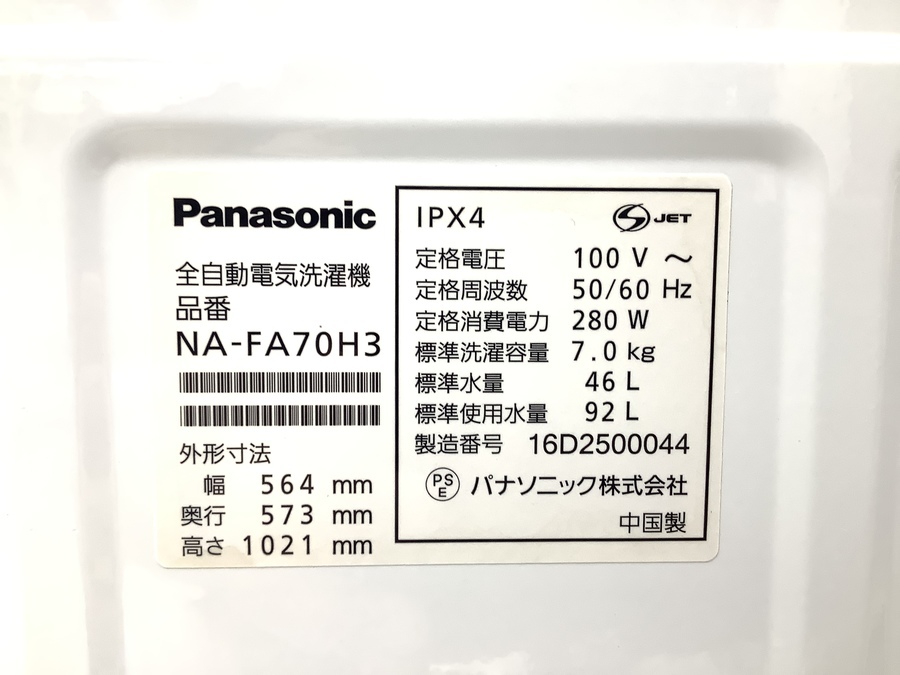 Panasonic
全自動電気洗濯機
品番
NA-FA70H3
外形寸法
幅 564 mm
奥行 573 mm
高さ 1021 mm
IPX4
S JET
定格電圧 100 V ～
定格周波数 50/60 Hz
定格消費電力 280 W
標準洗濯容量 7.0 kg
標準水量 46 L
標準使用水量 92 L
製造番号 16D2500044
PS E パナソニック株式会社
中国製